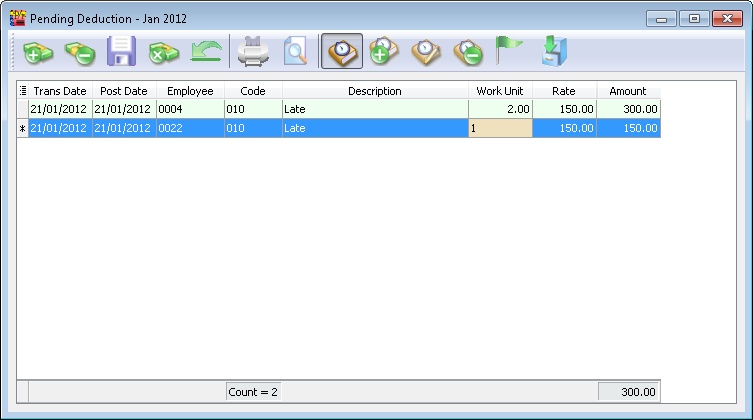 Pending Deduction - Jan 2012
Trans Date Post Date Employee Code Description Work Unit Rate Amount
21/01/2012 21/01/2012 0004 010 Late 2.00 150.00 300.00
* 21/01/2012 21/01/2012 0022 010 Late 1 150.00 150.00
Count = 2 300.00